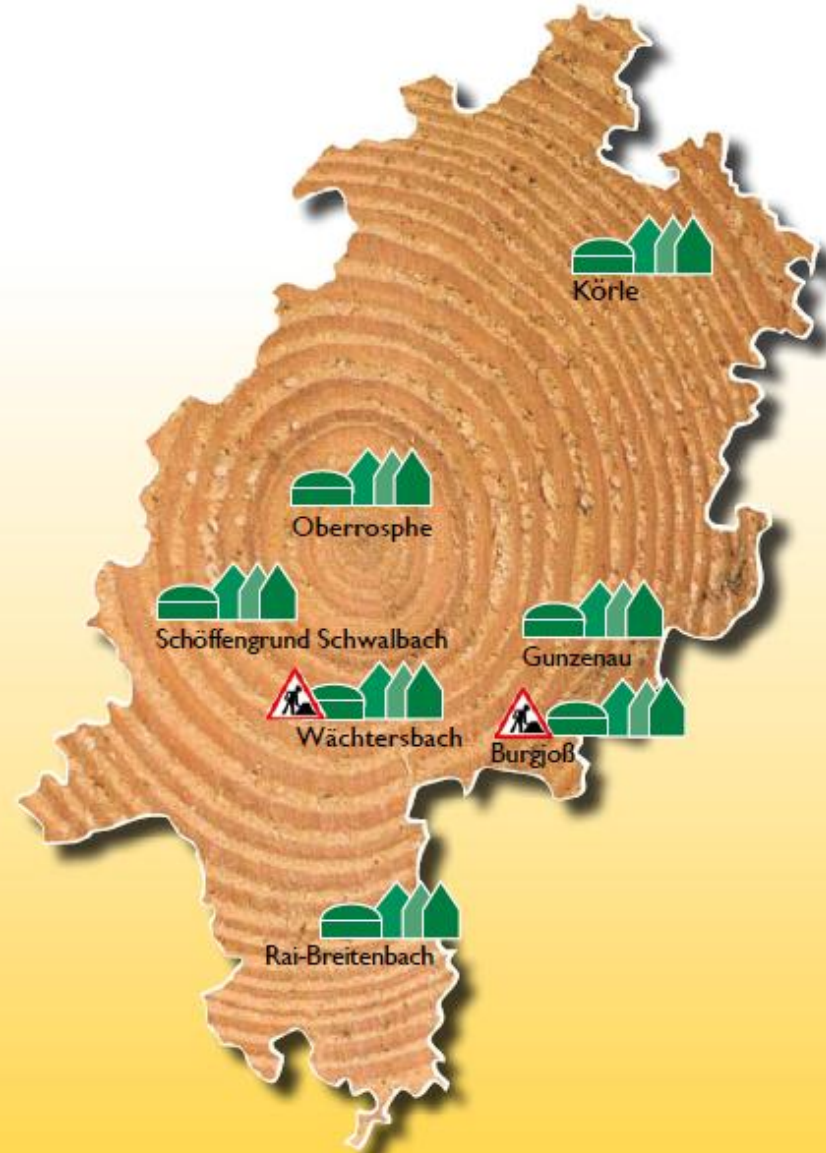 Körle
Oberrosphe
Schöffengrund Schwalbach
Gunzenau
Wächtersbach
Burgjoß
Rai-Breitenbach